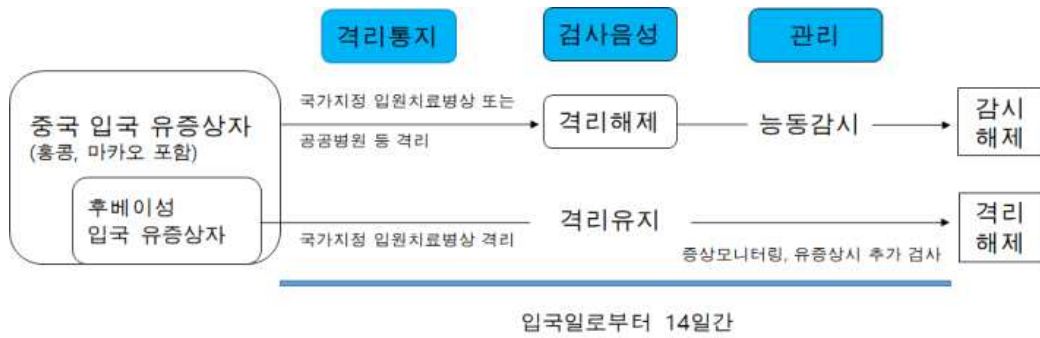 격리통지
검사음성
관리
중국 입국 유증상자
(홍콩, 마카오 포함)
국가지정 입원치료병상 또는
공공병원 등 격리
격리해제
능동감시
감시
해제
후베이성
입국 유증상자
국가지정 입원치료병상 격리
격리유지
증상모니터링, 유증상시 추가 검사
격리
해제
입국일로부터 14일간